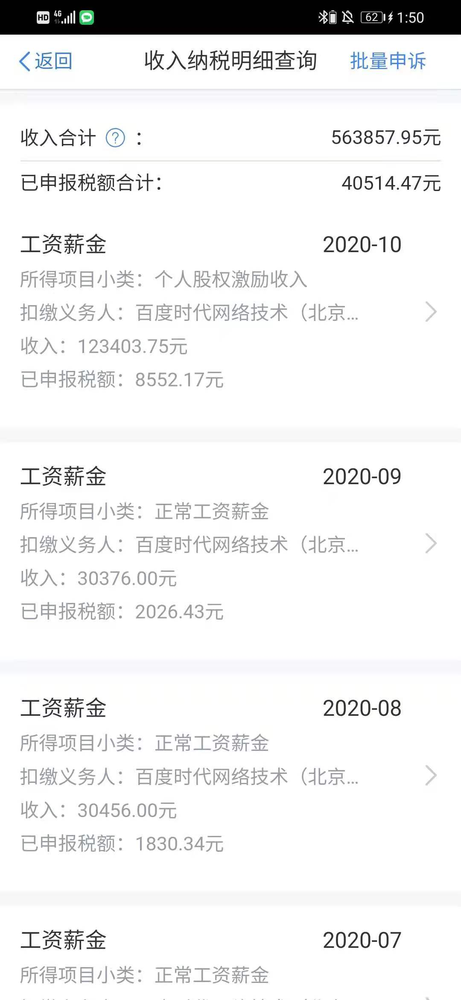 HD 4G 62 1:50
返回 收入纳税明细查询 批量申诉
收入合计 ? : 563857.95元
已申报税额合计: 40514.47元
工资薪金 2020-10
所得项目小类：个人股权激励收入
扣缴义务人：百度时代网络技术（北京...
收入：123403.75元
已申报税额：8552.17元
工资薪金 2020-09
所得项目小类：正常工资薪金
扣缴义务人：百度时代网络技术（北京...
收入：30376.00元
已申报税额：2026.43元
工资薪金 2020-08
所得项目小类：正常工资薪金
扣缴义务人：百度时代网络技术（北京...
收入：30456.00元
已申报税额：1830.34元
工资薪金 2020-07
所得项目小类：正常工资薪金